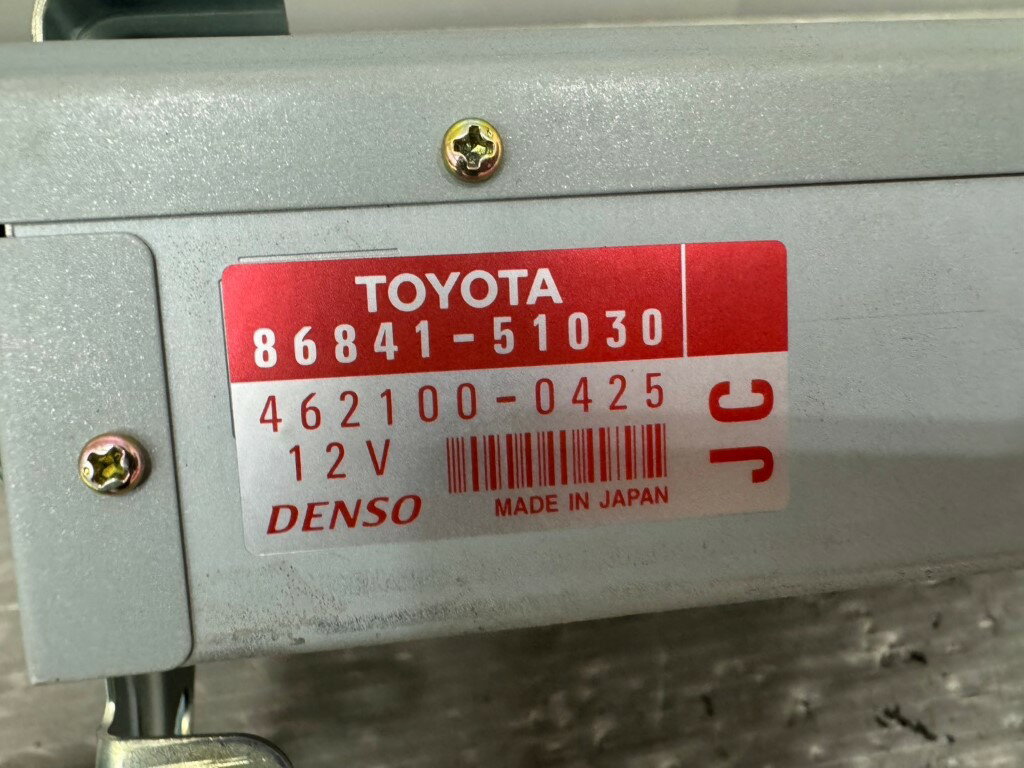 TOYOTA
86841-51030
462100-0425
12V
DENSO
MADE IN JAPAN
JC